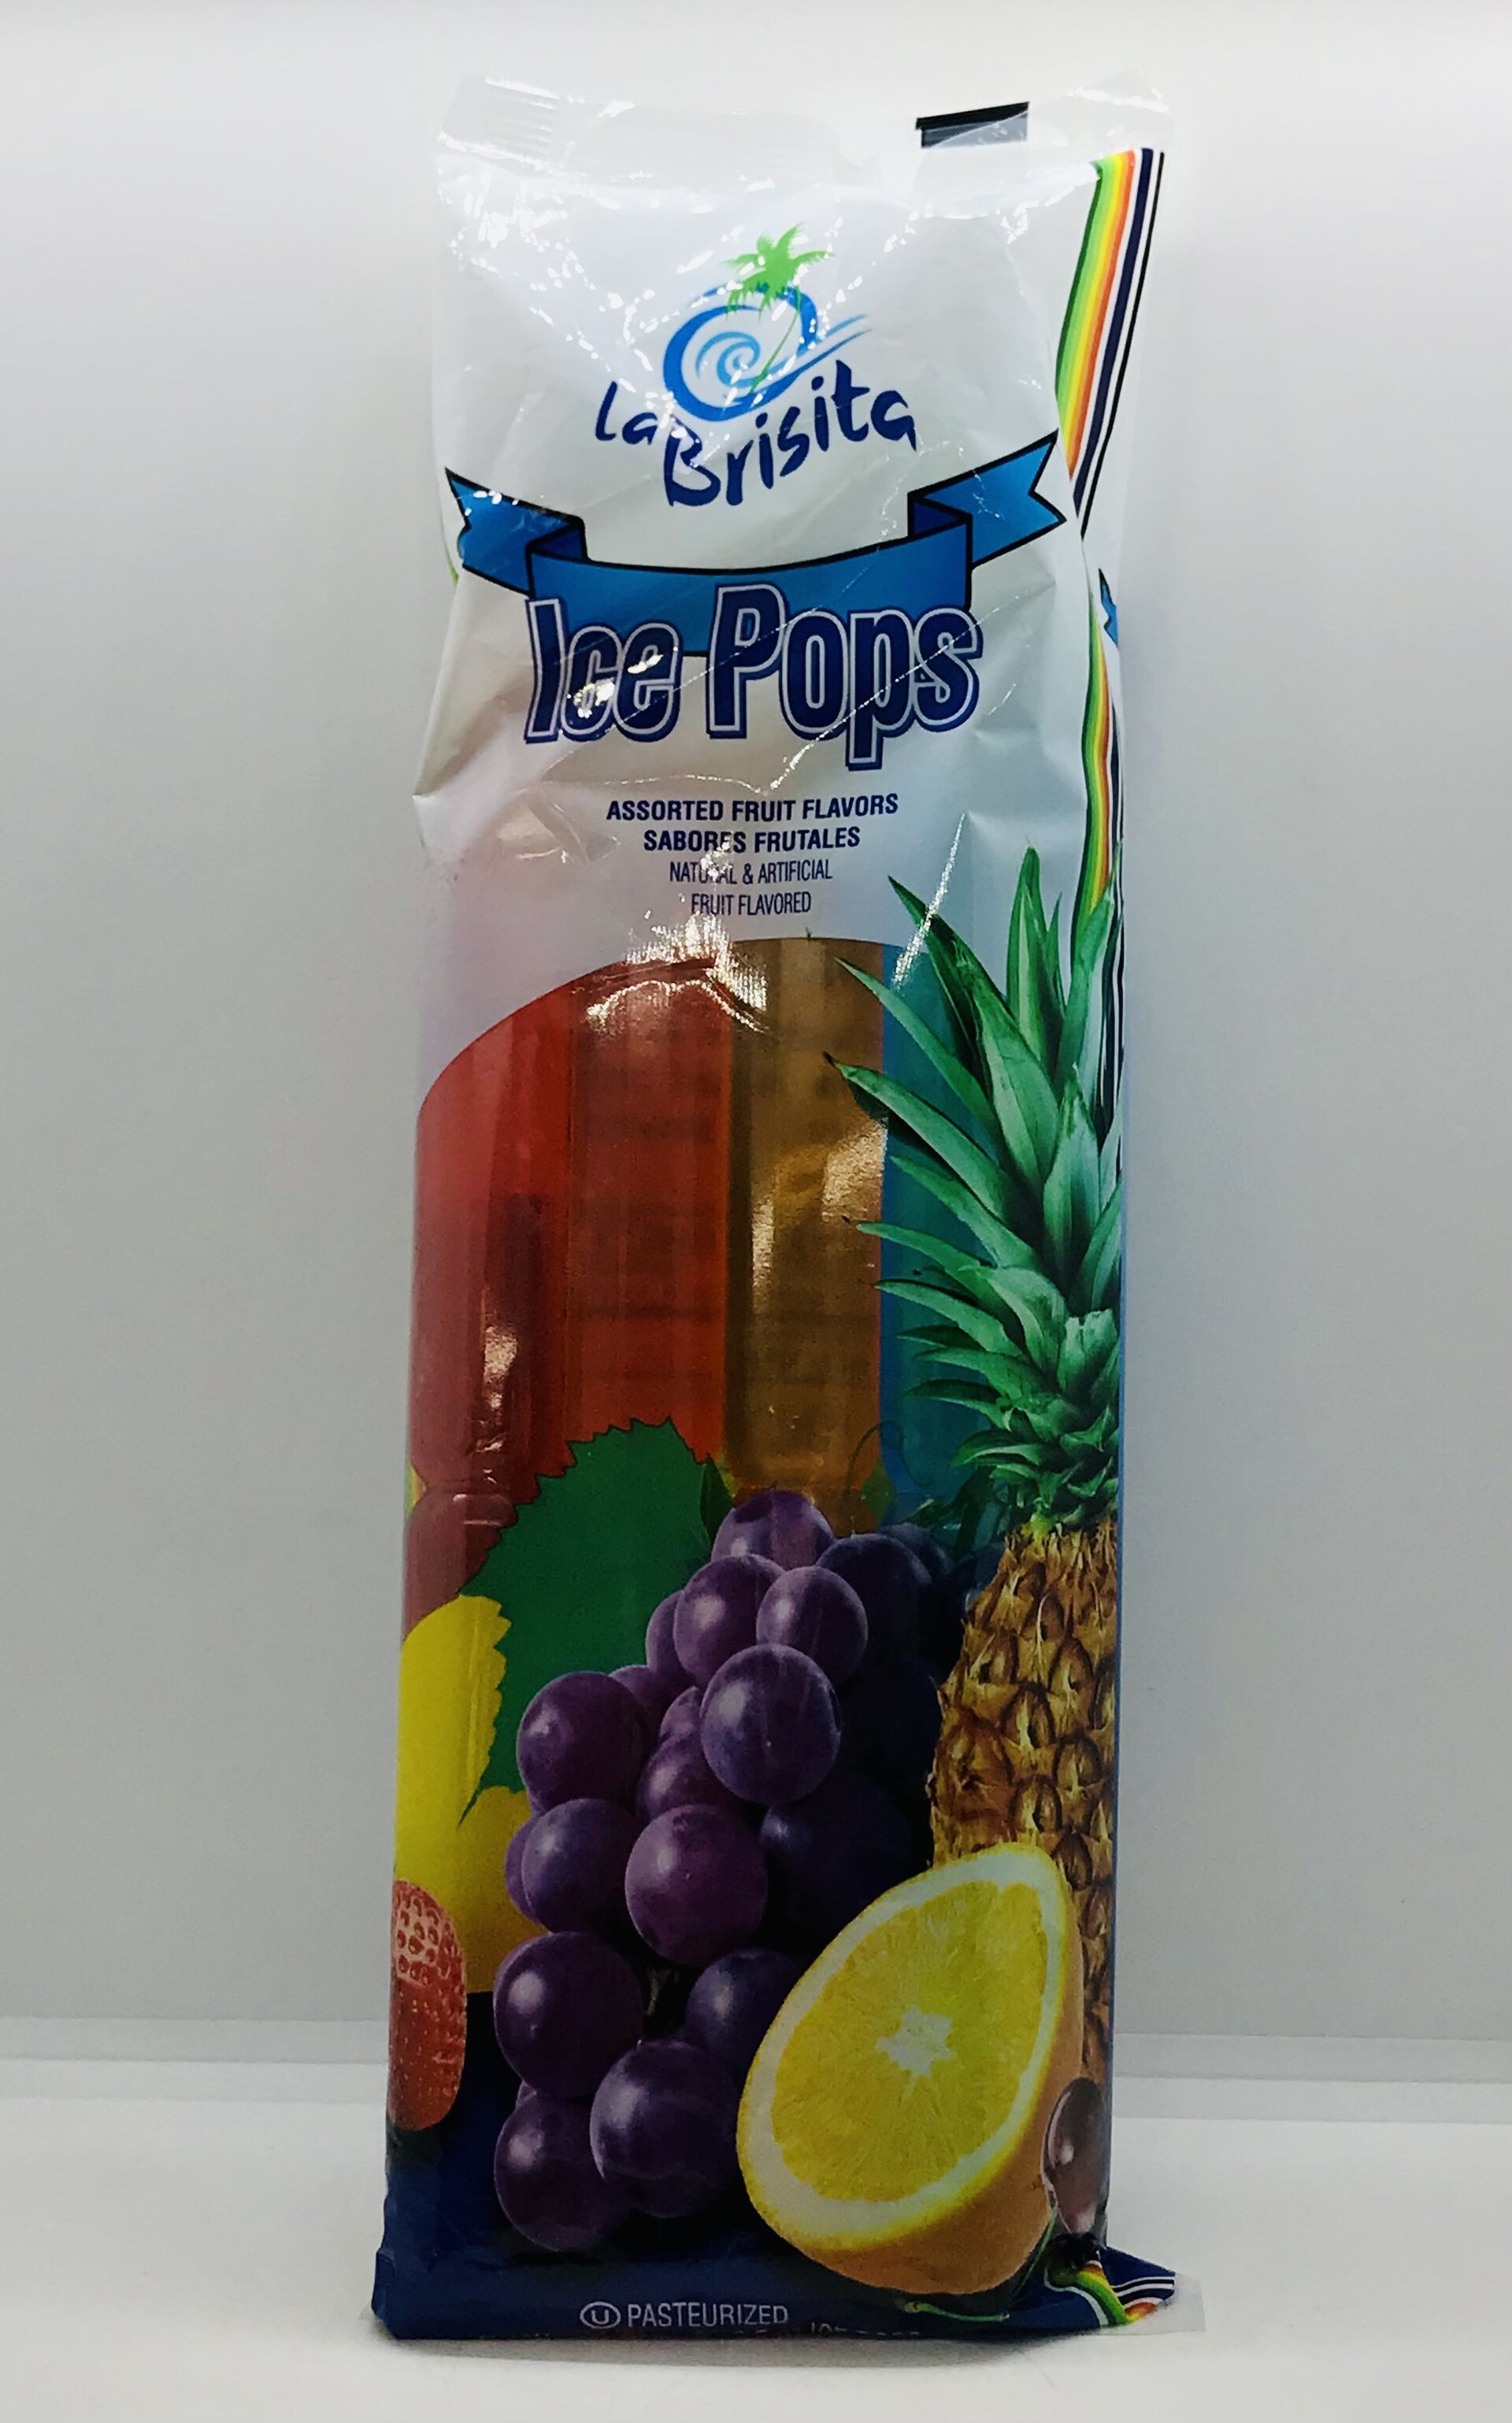 La
Brisita
Ice Pops
ASSORTED FRUIT FLAVORS
SABORES FRUTALES
NATURAL & ARTIFICIAL
FRUIT FLAVORED
U PASTEURIZED